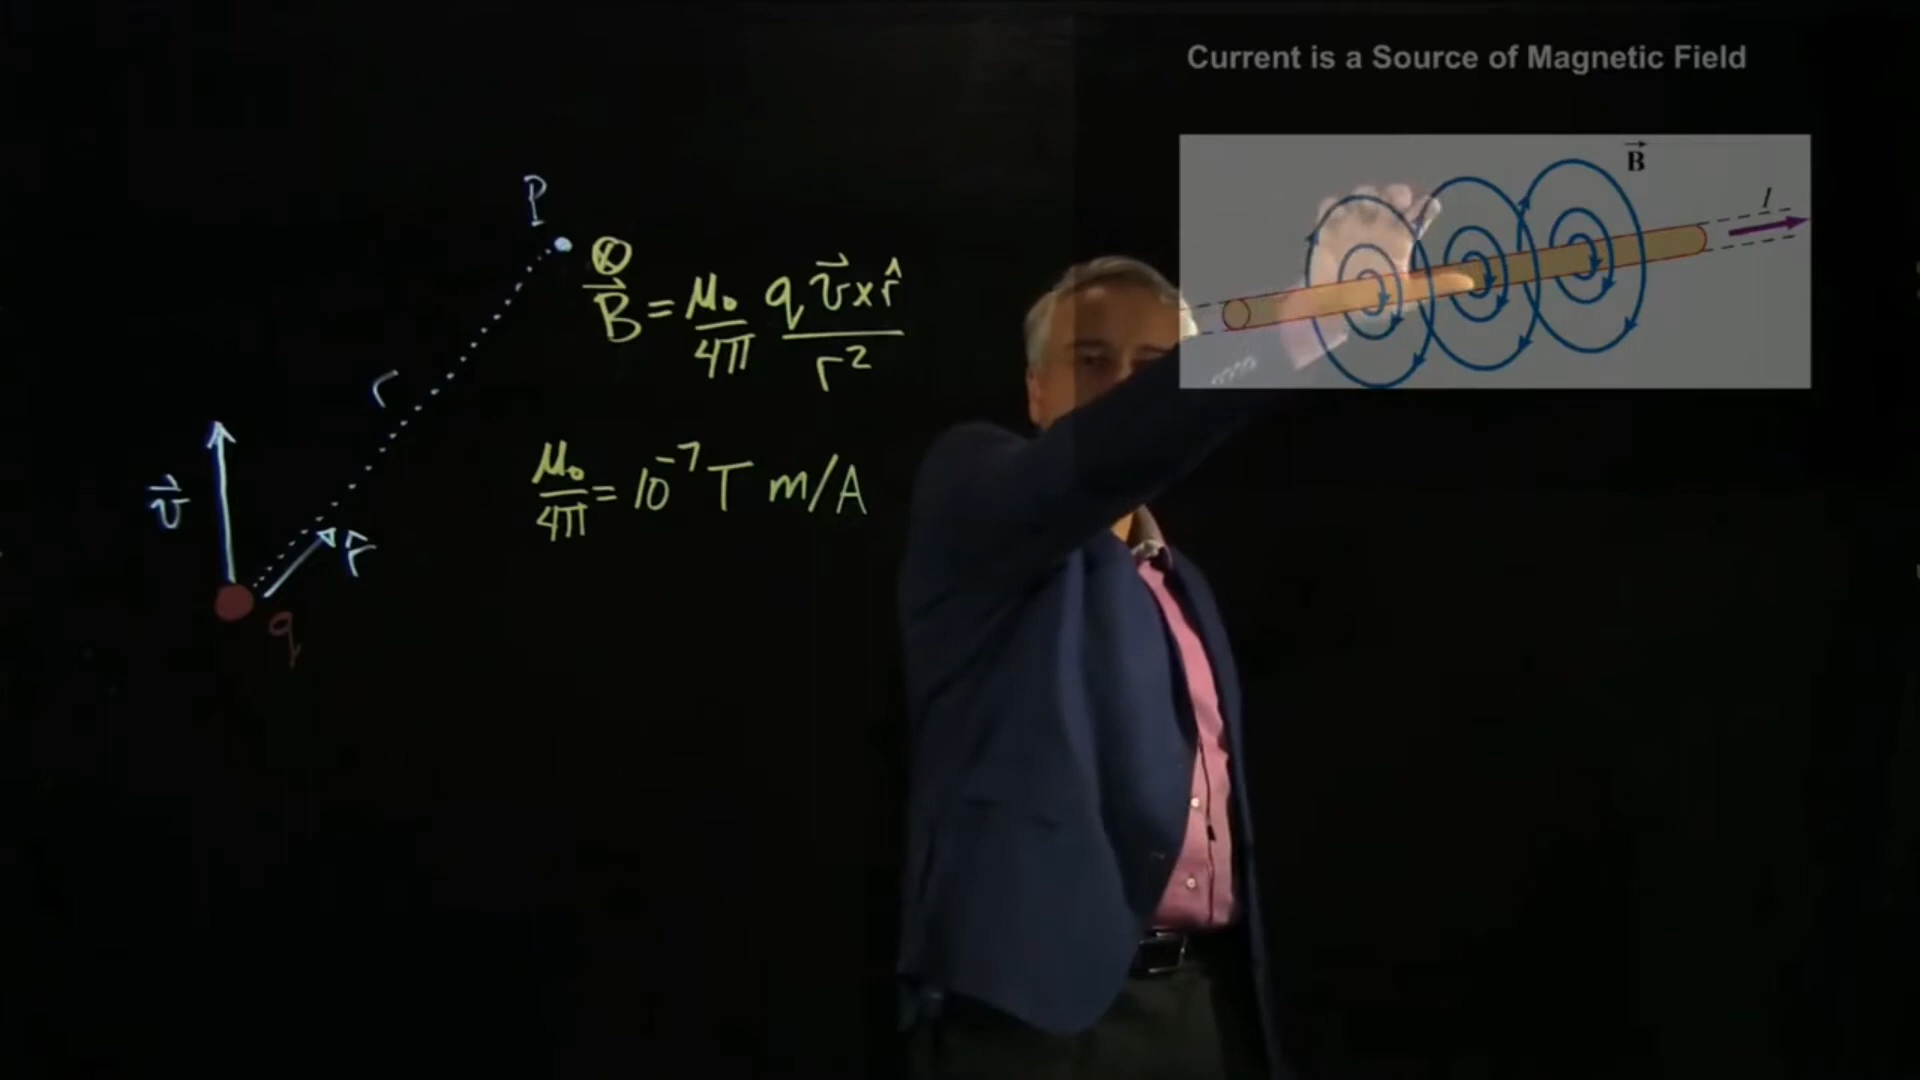 Current is a Source of Magnetic Field
B⃗
I
P
⊗
B⃗ = μ₀/4π q v⃗ x r̂ / r²
r
μ₀/4π = 10⁻⁷ T m/A
v⃗
r̂
q